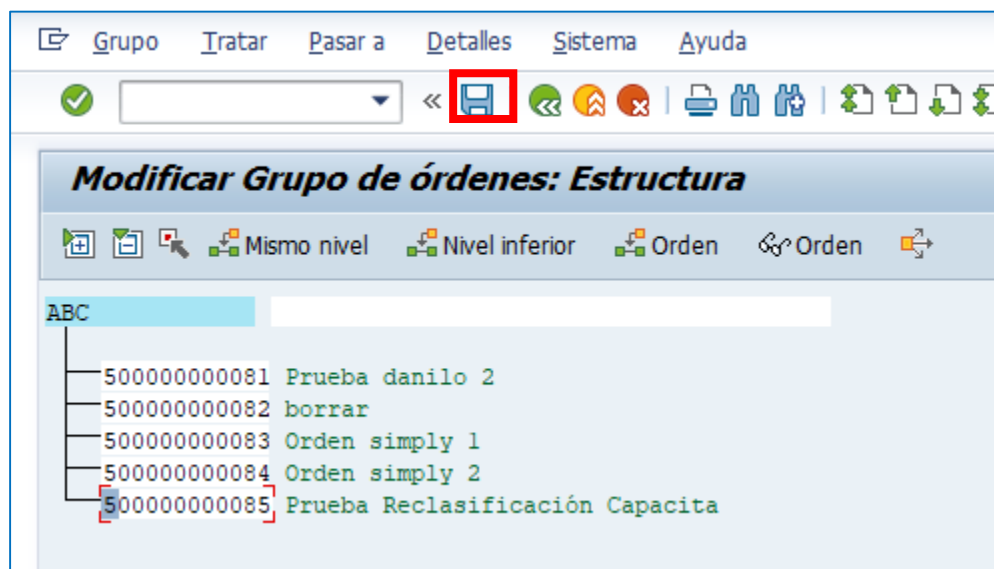 Grupo Tratar Pasar a Detalles Sistema Ayuda
Modificar Grupo de órdenes: Estructura
Mismo nivel Nivel inferior Orden Orden
ABC
500000000081 Prueba danilo 2
500000000082 borrar
500000000083 Orden simply 1
500000000084 Orden simply 2
500000000085 Prueba Reclasificación Capacita